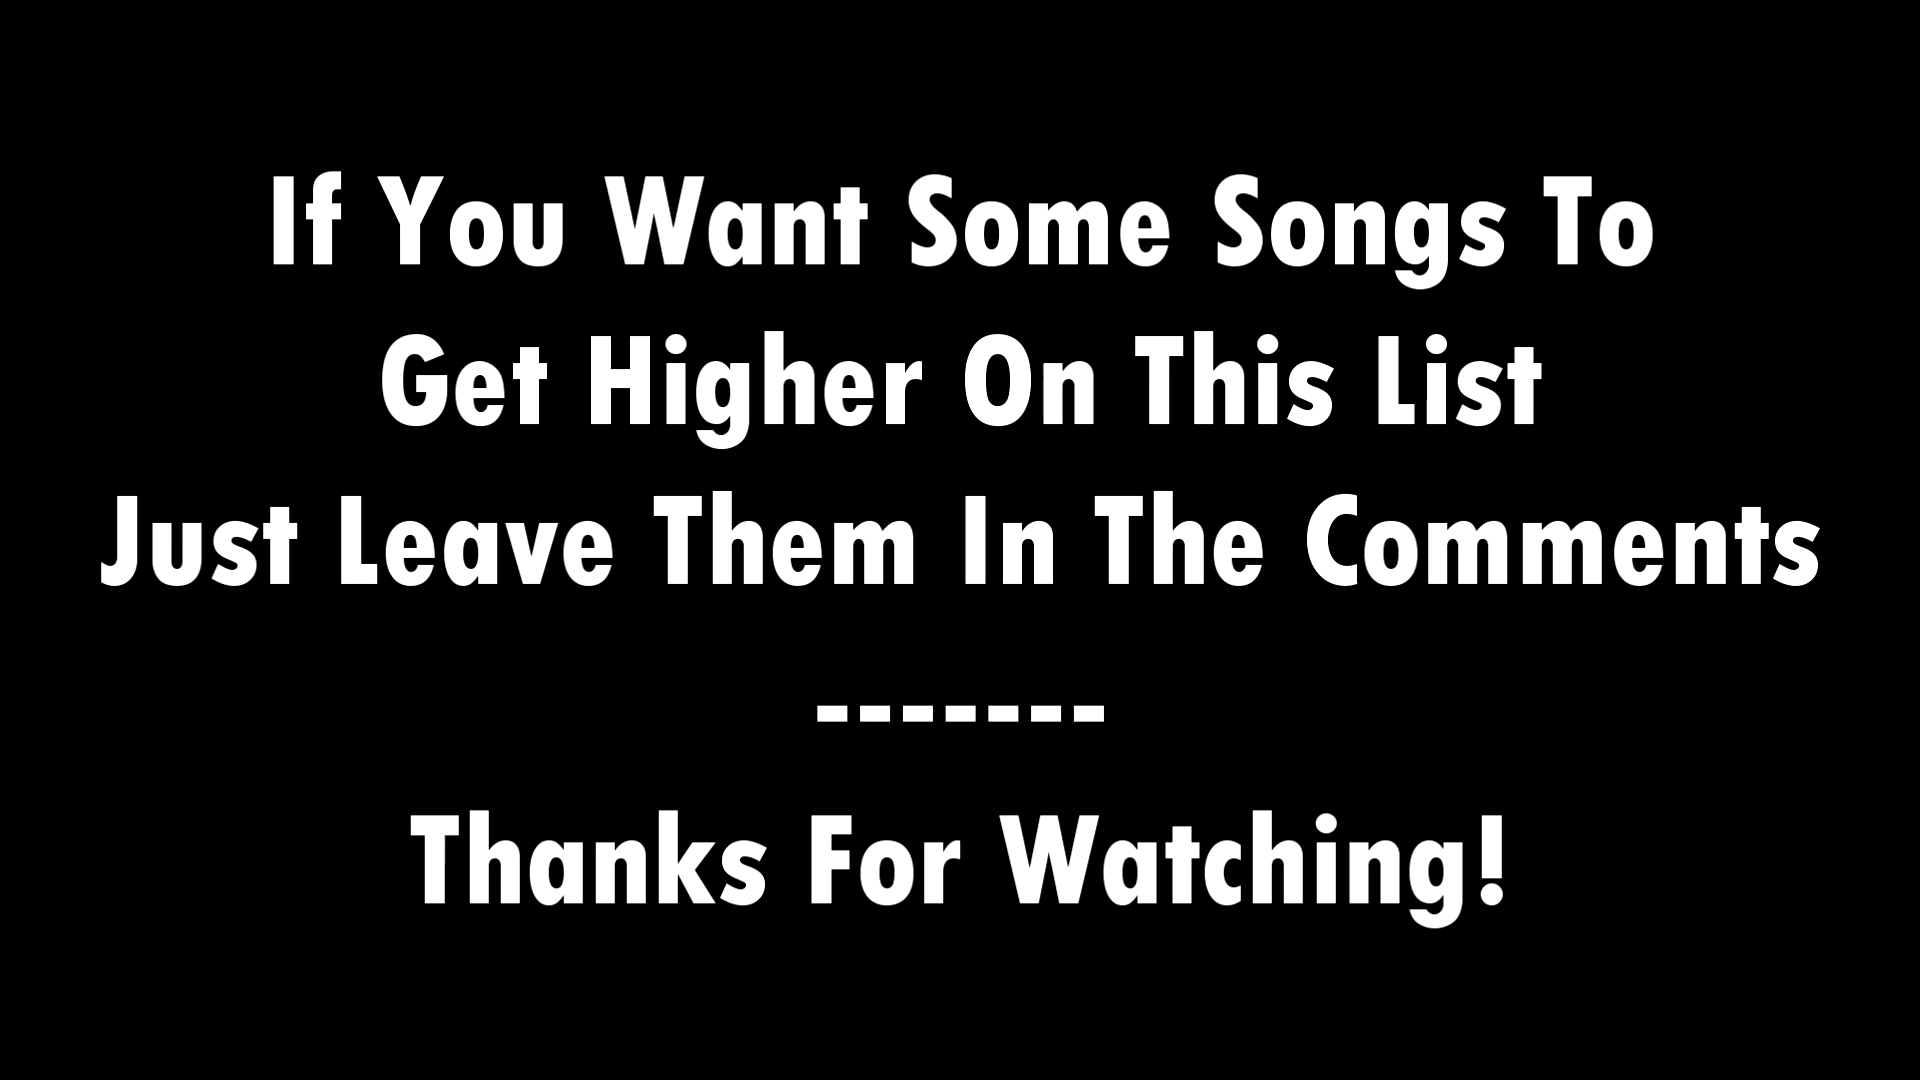 If You Want Some Songs To
Get Higher On This List
Just Leave Them In The Comments
-------
Thanks For Watching!